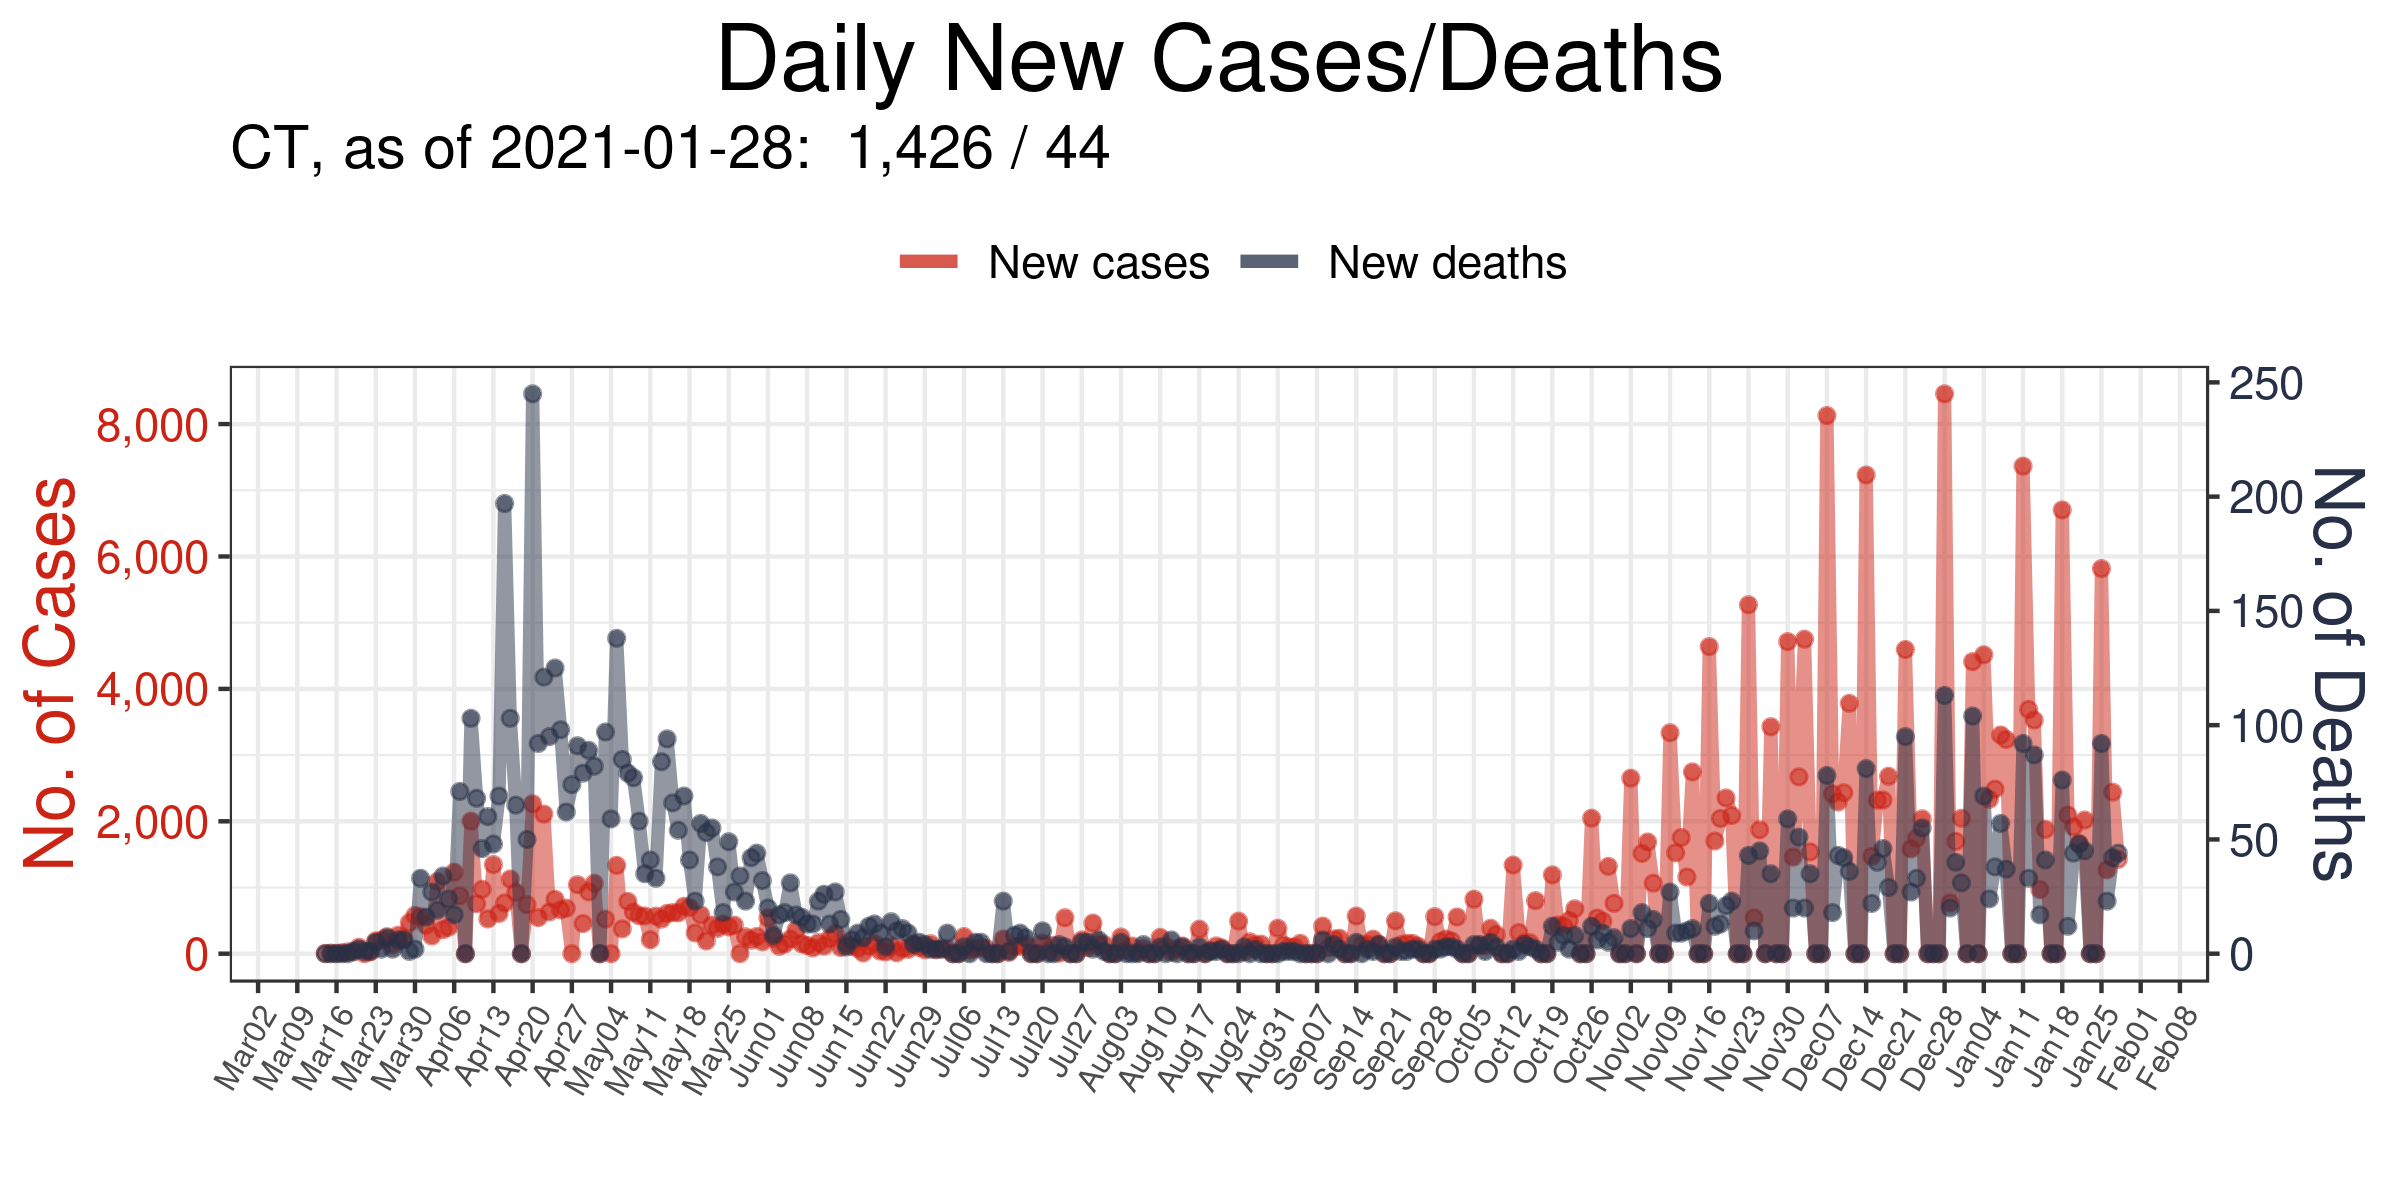 Daily New Cases/Deaths
CT, as of 2021-01-28: 1,426 / 44
New cases
New deaths
No. of Cases
8,000
6,000
4,000
2,000
0
250
200
150
100
50
0
No. of Deaths
Mar02
Mar09
Mar16
Mar23
Mar30
Apr06
Apr13
Apr20
Apr27
May04
May11
May18
May25
Jun01
Jun08
Jun15
Jun22
Jun29
Jul06
Jul13
Jul20
Jul27
Aug03
Aug10
Aug17
Aug24
Aug31
Sep07
Sep14
Sep21
Sep28
Oct05
Oct12
Oct19
Oct26
Nov02
Nov09
Nov16
Nov23
Nov30
Dec07
Dec14
Dec21
Dec28
Jan04
Jan11
Jan18
Jan25
Feb01
Feb08